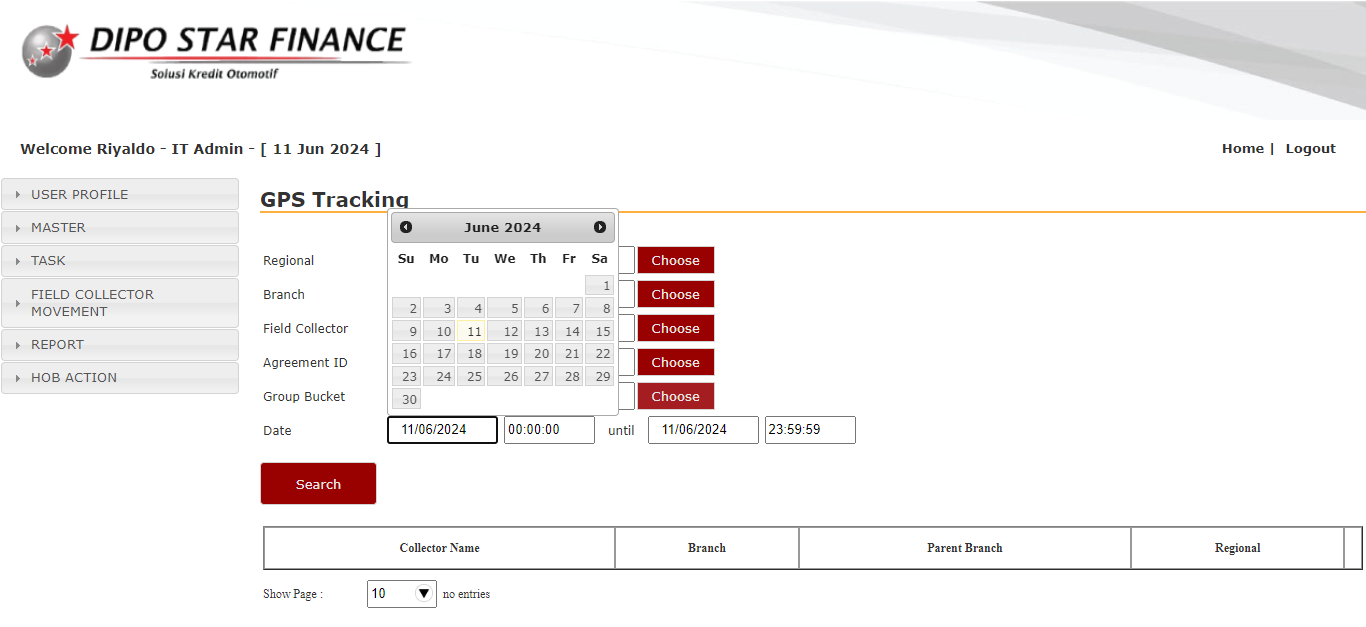 DIPO STAR FINANCE
Solusi Kredit Otomotif
Welcome Riyaldo - IT Admin - [ 11 Jun 2024 ]
Home | Logout
USER PROFILE
MASTER
TASK
FIELD COLLECTOR
MOVEMENT
REPORT
HOB ACTION
GPS Tracking
June 2024
Su Mo Tu We Th Fr Sa
1
2 3 4 5 6 7 8
9 10 11 12 13 14 15
16 17 18 19 20 21 22
23 24 25 26 27 28 29
30
Regional Choose
Branch Choose
Field Collector Choose
Agreement ID Choose
Group Bucket Choose
Date 11/06/2024 00:00:00 until 11/06/2024 23:59:59
Search
Collector Name Branch Parent Branch Regional
Show Page : 10 no entries